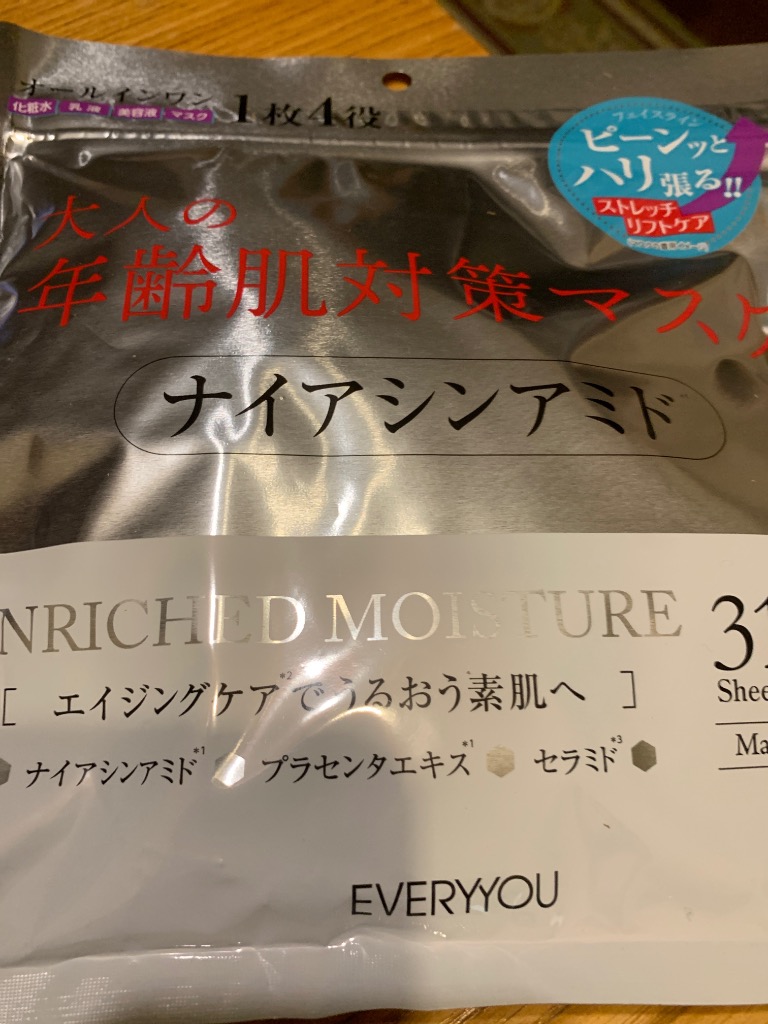 オールインワン
化粧水 乳液 美容液 マスク 1枚4役
フェイスライン
ピーンッと
ハリ張る!!
ストレッチ
リフトケア
大人の
年齢肌対策マスク
ナイアシンアミド
NRICHED MOISTURE
31
Shee
Ma
[ エイジングケア*2でうるおう素肌へ ]
ナイアシンアミド*1 プラセンタエキス*1 セラミド*3
EVERYYOU